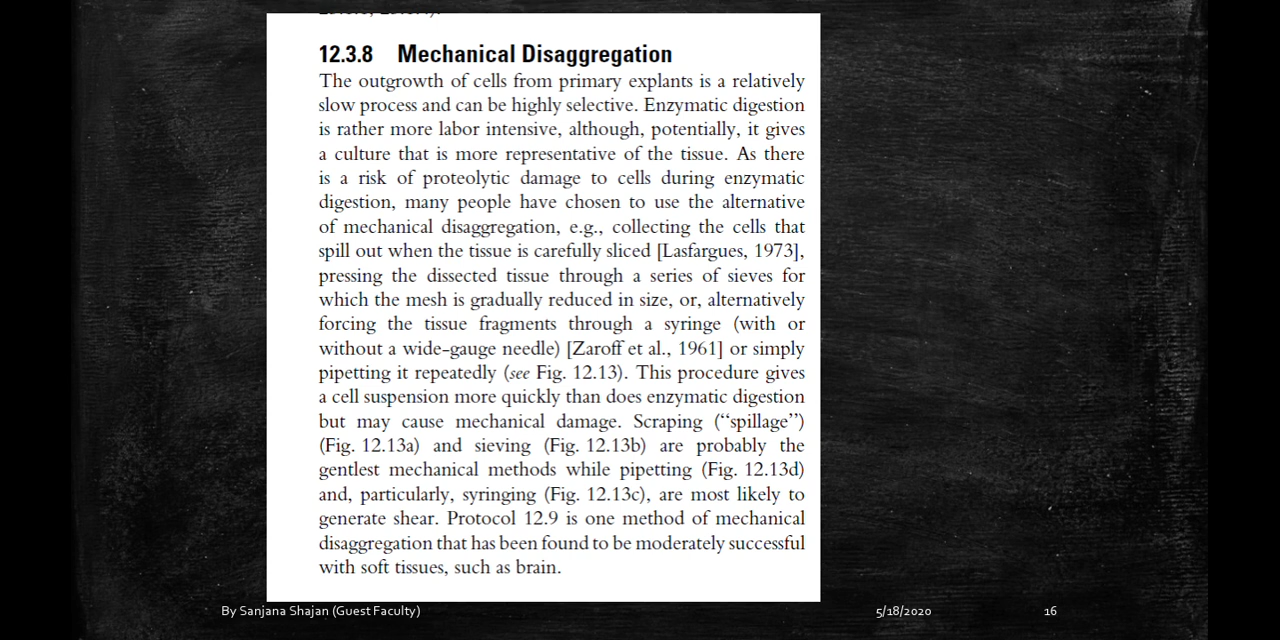 12.3.8 Mechanical Disaggregation
The outgrowth of cells from primary explants is a relatively
slow process and can be highly selective. Enzymatic digestion
is rather more labor intensive, although, potentially, it gives
a culture that is more representative of the tissue. As there
is a risk of proteolytic damage to cells during enzymatic
digestion, many people have chosen to use the alternative
of mechanical disaggregation, e.g., collecting the cells that
spill out when the tissue is carefully sliced [Lasfargues, 1973],
pressing the dissected tissue through a series of sieves for
which the mesh is gradually reduced in size, or, alternatively
forcing the tissue fragments through a syringe (with or
without a wide-gauge needle) [Zaroff et al., 1961] or simply
pipetting it repeatedly (see Fig. 12.13). This procedure gives
a cell suspension more quickly than does enzymatic digestion
but may cause mechanical damage. Scraping (‘‘spillage’’)
(Fig. 12.13a) and sieving (Fig. 12.13b) are probably the
gentlest mechanical methods while pipetting (Fig. 12.13d)
and, particularly, syringing (Fig. 12.13c), are most likely to
generate shear. Protocol 12.9 is one method of mechanical
disaggregation that has been found to be moderately successful
with soft tissues, such as brain.
By Sanjana Shajan (Guest Faculty) 5/18/2020 16